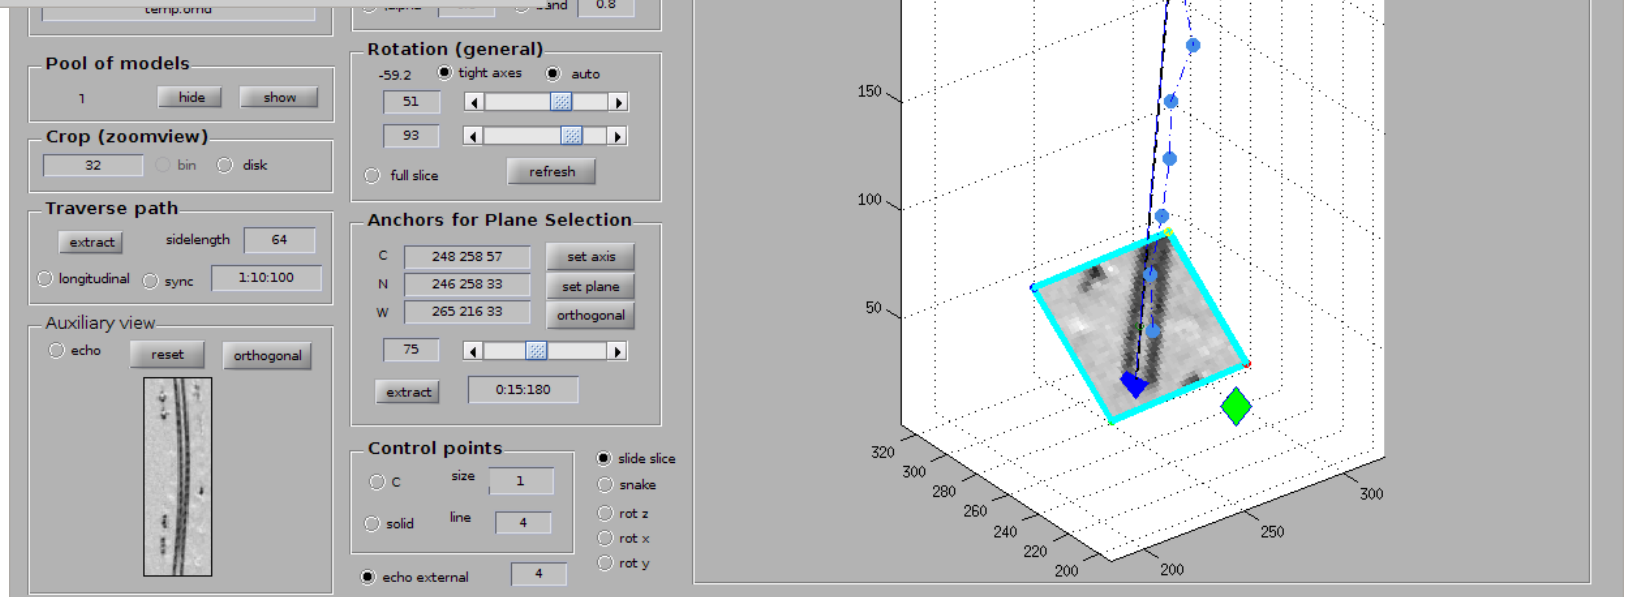 temp.omd
Pool of models
1 hide show
Crop (zoomview)
32 bin disk
Traverse path
extract sidelength 64
longitudinal sync 1:10:100
Auxiliary view
echo reset orthogonal
0.8
Rotation (general)
-59.2 tight axes auto
51
93
full slice refresh
Anchors for Plane Selection
C 248 258 57 set axis
N 246 258 33 set plane
W 265 216 33 orthogonal
75
extract 0:15:180
Control points
C size 1
solid line 4
echo external 4
slide slice
snake
rot z
rot x
rot y
150
100
50
320
300
280
260
240
220
200
200
250
300